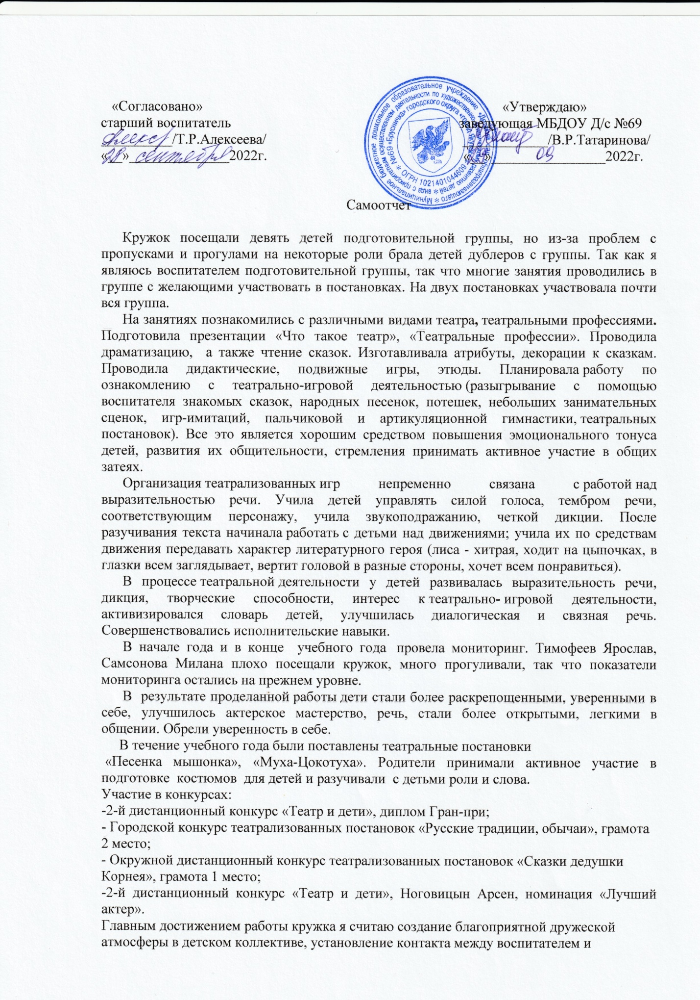 «Согласовано» «Утверждаю»
старший воспитатель заведующая МБДОУ Д/с №69
Алекс /Т.Р.Алексеева/ /В.Р.Татаринова/
«28» сентября 2022г. «29» 09 2022г.
Муниципальное бюджетное дошкольное образовательное учреждение «Детский сад общеразвивающего
вида с приоритетным осуществлением деятельности по художественно-эстетическому развитию детей
№69 «Брусничка» городского округа «город Якутск»
ОГРН 1021401044609
Самоотчет
Кружок посещали девять детей подготовительной группы, но из-за проблем с
пропусками и прогулами на некоторые роли брала детей дублеров с группы. Так как я
являюсь воспитателем подготовительной группы, так что многие занятия проводились в
группе с желающими участвовать в постановках. На двух постановках участвовала почти
вся группа.
На занятиях познакомились с различными видами театра, театральными профессиями.
Подготовила презентации «Что такое театр», «Театральные профессии». Проводила
драматизацию, а также чтение сказок. Изготавливала атрибуты, декорации к сказкам.
Проводила дидактические, подвижные игры, этюды. Планировала работу по
ознакомлению с театрально-игровой деятельностью (разыгрывание с помощью
воспитателя знакомых сказок, народных песенок, потешек, небольших занимательных
сценок, игр-имитаций, пальчиковой и артикуляционной гимнастики, театральных
постановок). Все это является хорошим средством повышения эмоционального тонуса
детей, развития их общительности, стремления принимать активное участие в общих
затеях.
Организация театрализованных игр непременно связана с работой над
выразительностью речи. Учила детей управлять силой голоса, тембром речи,
соответствующим персонажу, учила звукоподражанию, четкой дикции. После
разучивания текста начинала работать с детьми над движениями; учила их по средствам
движения передавать характер литературного героя (лиса - хитрая, ходит на цыпочках, в
глазки всем заглядывает, вертит головой в разные стороны, хочет всем понравиться).
В процессе театральной деятельности у детей развивалась выразительность речи,
дикция, творческие способности, интерес к театрально- игровой деятельности,
активизировался словарь детей, улучшилась диалогическая и связная речь.
Совершенствовались исполнительские навыки.
В начале года и в конце учебного года провела мониторинг. Тимофеев Ярослав,
Самсонова Милана плохо посещали кружок, много прогуливали, так что показатели
мониторинга остались на прежнем уровне.
В результате проделанной работы дети стали более раскрепощенными, уверенными в
себе, улучшилось актерское мастерство, речь, стали более открытыми, легкими в
общении. Обрели уверенность в себе.
В течение учебного года были поставлены театральные постановки
«Песенка мышонка», «Муха-Цокотуха». Родители принимали активное участие в
подготовке костюмов для детей и разучивали с детьми роли и слова.
Участие в конкурсах:
-2-й дистанционный конкурс «Театр и дети», диплом Гран-при;
- Городской конкурс театрализованных постановок «Русские традиции, обычаи», грамота
2 место;
- Окружной дистанционный конкурс театрализованных постановок «Сказки дедушки
Корнея», грамота 1 место;
-2-й дистанционный конкурс «Театр и дети», Ноговицын Арсен, номинация «Лучший
актер».
Главным достижением работы кружка я считаю создание благоприятной дружеской
атмосферы в детском коллективе, установление контакта между воспитателем и